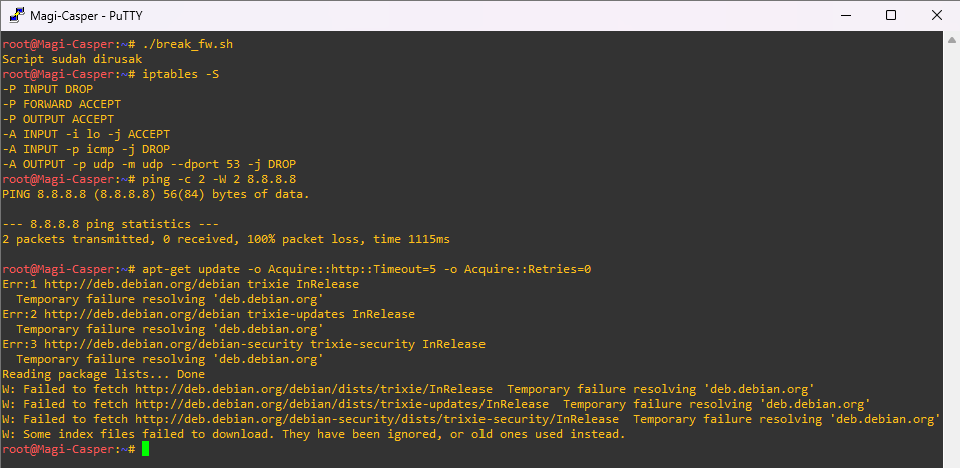 Magi-Casper - PuTTY
root@Magi-Casper:~# ./break_fw.sh
Script sudah dirusak
root@Magi-Casper:~# iptables -S
-P INPUT DROP
-P FORWARD ACCEPT
-P OUTPUT ACCEPT
-A INPUT -i lo -j ACCEPT
-A INPUT -p icmp -j DROP
-A OUTPUT -p udp -m udp --dport 53 -j DROP
root@Magi-Casper:~# ping -c 2 -W 2 8.8.8.8
PING 8.8.8.8 (8.8.8.8) 56(84) bytes of data.

--- 8.8.8.8 ping statistics ---
2 packets transmitted, 0 received, 100% packet loss, time 1115ms

root@Magi-Casper:~# apt-get update -o Acquire::http::Timeout=5 -o Acquire::Retries=0
Err:1 http://deb.debian.org/debian trixie InRelease
  Temporary failure resolving 'deb.debian.org'
Err:2 http://deb.debian.org/debian trixie-updates InRelease
  Temporary failure resolving 'deb.debian.org'
Err:3 http://deb.debian.org/debian-security trixie-security InRelease
  Temporary failure resolving 'deb.debian.org'
Reading package lists... Done
W: Failed to fetch http://deb.debian.org/debian/dists/trixie/InRelease  Temporary failure resolving 'deb.debian.org'
W: Failed to fetch http://deb.debian.org/debian/dists/trixie-updates/InRelease  Temporary failure resolving 'deb.debian.org'
W: Failed to fetch http://deb.debian.org/debian-security/dists/trixie-security/InRelease  Temporary failure resolving 'deb.debian.org'
W: Some index files failed to download. They have been ignored, or old ones used instead.
root@Magi-Casper:~#